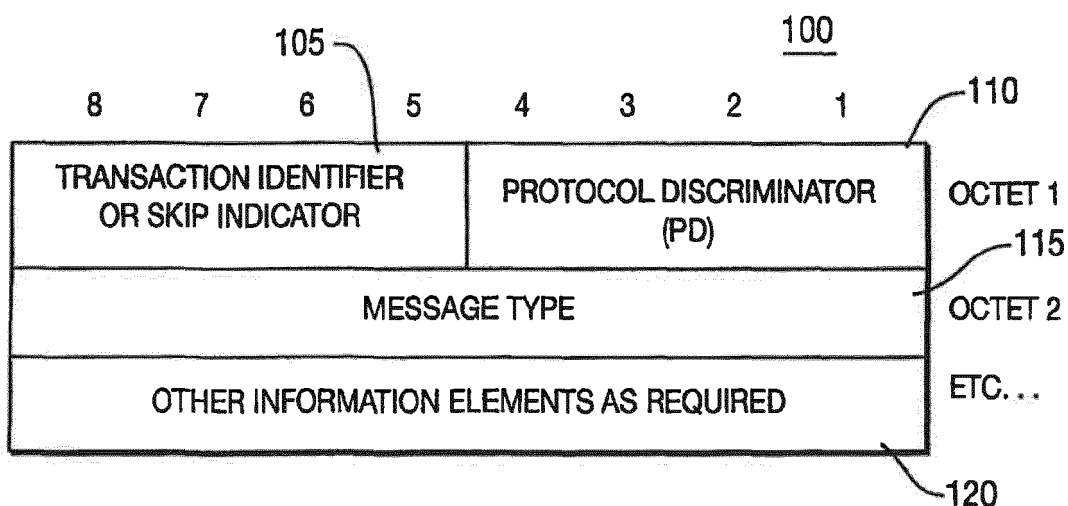 100
105
8 7 6 5 4 3 2 1
110
TRANSACTION IDENTIFIER
OR SKIP INDICATOR
PROTOCOL DISCRIMINATOR
(PD)
OCTET 1
115
MESSAGE TYPE
OCTET 2
OTHER INFORMATION ELEMENTS AS REQUIRED
ETC...
120